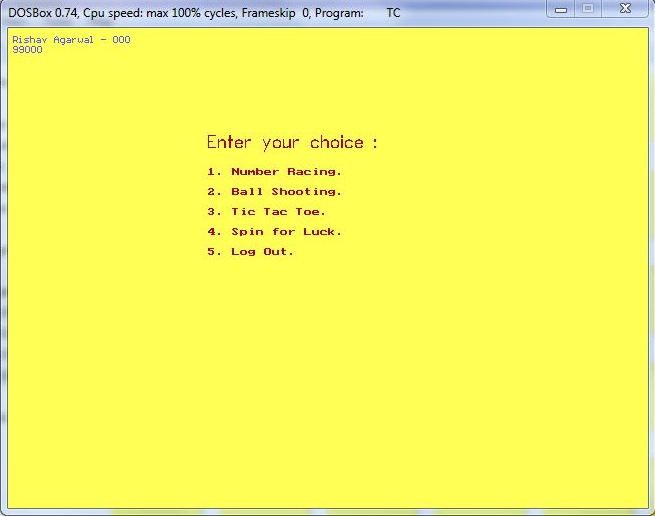 DOSBox 0.74, Cpu speed: max 100% cycles, Frameskip 0, Program: TC
Rishav Agarwal - 000
99000
Enter your choice :
1. Number Racing.
2. Ball Shooting.
3. Tic Tac Toe.
4. Spin for Luck.
5. Log Out.